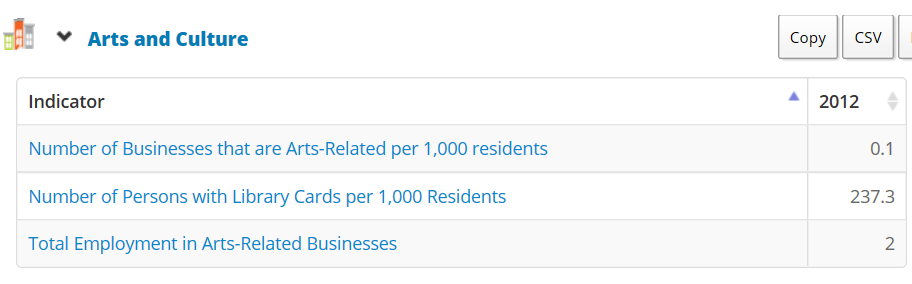 Arts and Culture
Copy CSV
Indicator 2012
Number of Businesses that are Arts-Related per 1,000 residents 0.1
Number of Persons with Library Cards per 1,000 Residents 237.3
Total Employment in Arts-Related Businesses 2